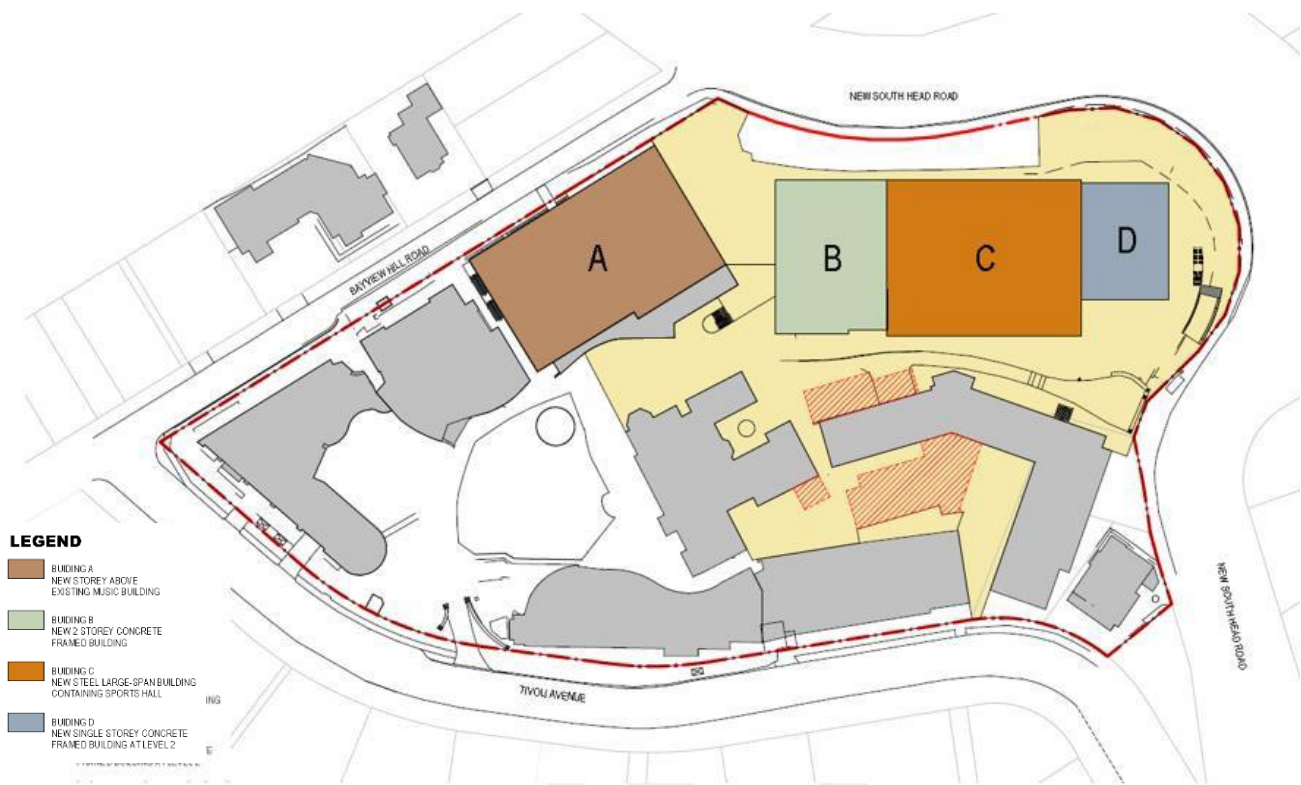 NEW SOUTH HEAD ROAD
BAYVIEW HILL ROAD
A
B
C
D
NEW SOUTH HEAD ROAD
TIVOLI AVENUE
LEGEND
BUIDING A
NEW STOREY ABOVE
EXISTING MUSIC BUILDING
BUIDING B
NEW 2 STOREY CONCRETE
FRAMED BUILDING
BUIDING C
NEW STEEL LARGE-SPAN BUILDING
CONTAINING SPORTS HALL
ING
BUIDING D
NEW SINGLE STOREY CONCRETE
FRAMED BUILDING AT LEVEL 2